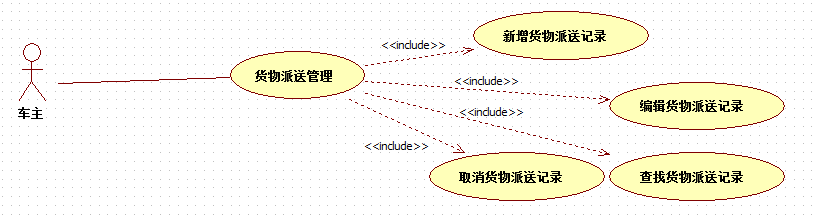 新增货物派送记录
<<include>>
货物派送管理
<<include>>
编辑货物派送记录
车主
<<include>>
<<include>>
取消货物派送记录
查找货物派送记录